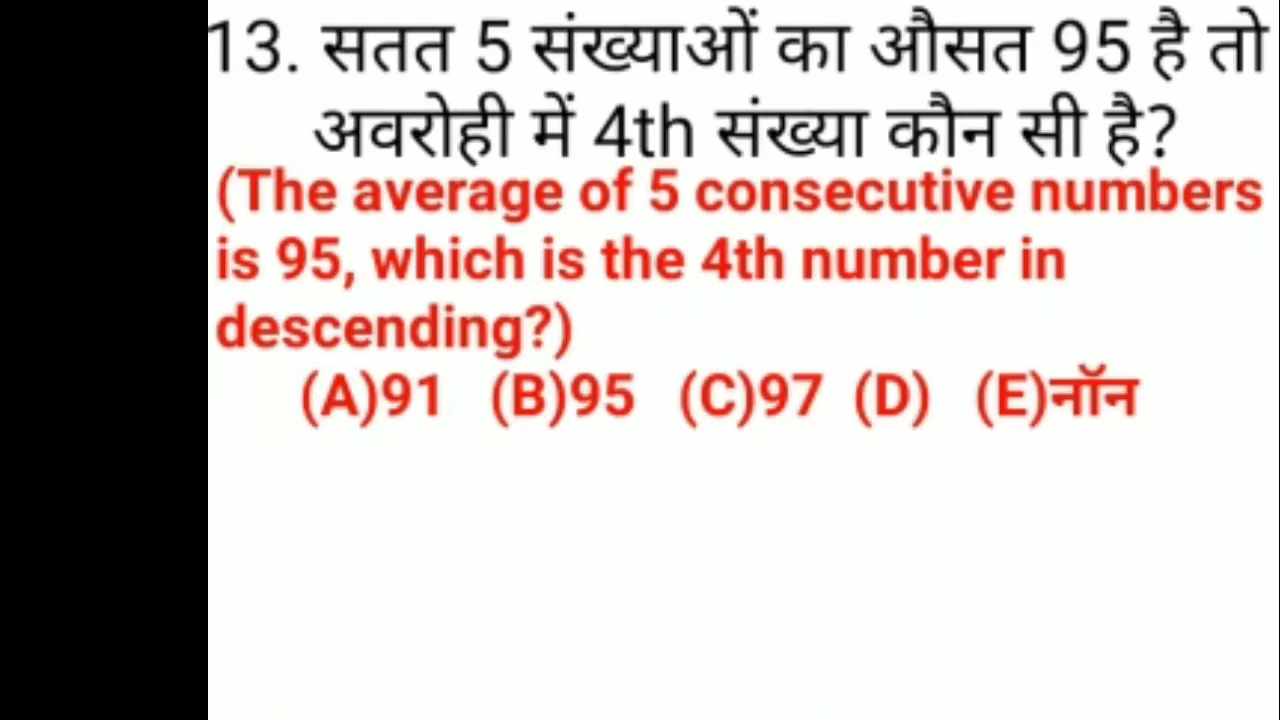 13. सतत 5 संख्याओं का औसत 95 है तो
अवरोही में 4th संख्या कौन सी है?
(The average of 5 consecutive numbers
is 95, which is the 4th number in
descending?)
(A)91 (B)95 (C)97 (D) (E)नॉन